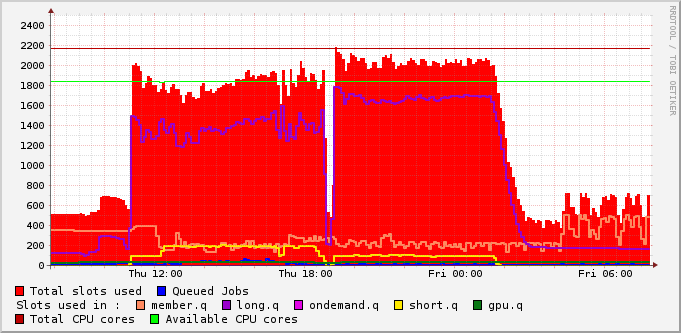 RRDTOOL / TOBI OETIKER
2400
2200
2000
1800
1600
1400
1200
1000
800
600
400
200
0
Thu 12:00 Thu 18:00 Fri 00:00 Fri 06:00
Total slots used Queued Jobs
Slots used in : member.q long.q ondemand.q short.q gpu.q
Total CPU cores Available CPU cores